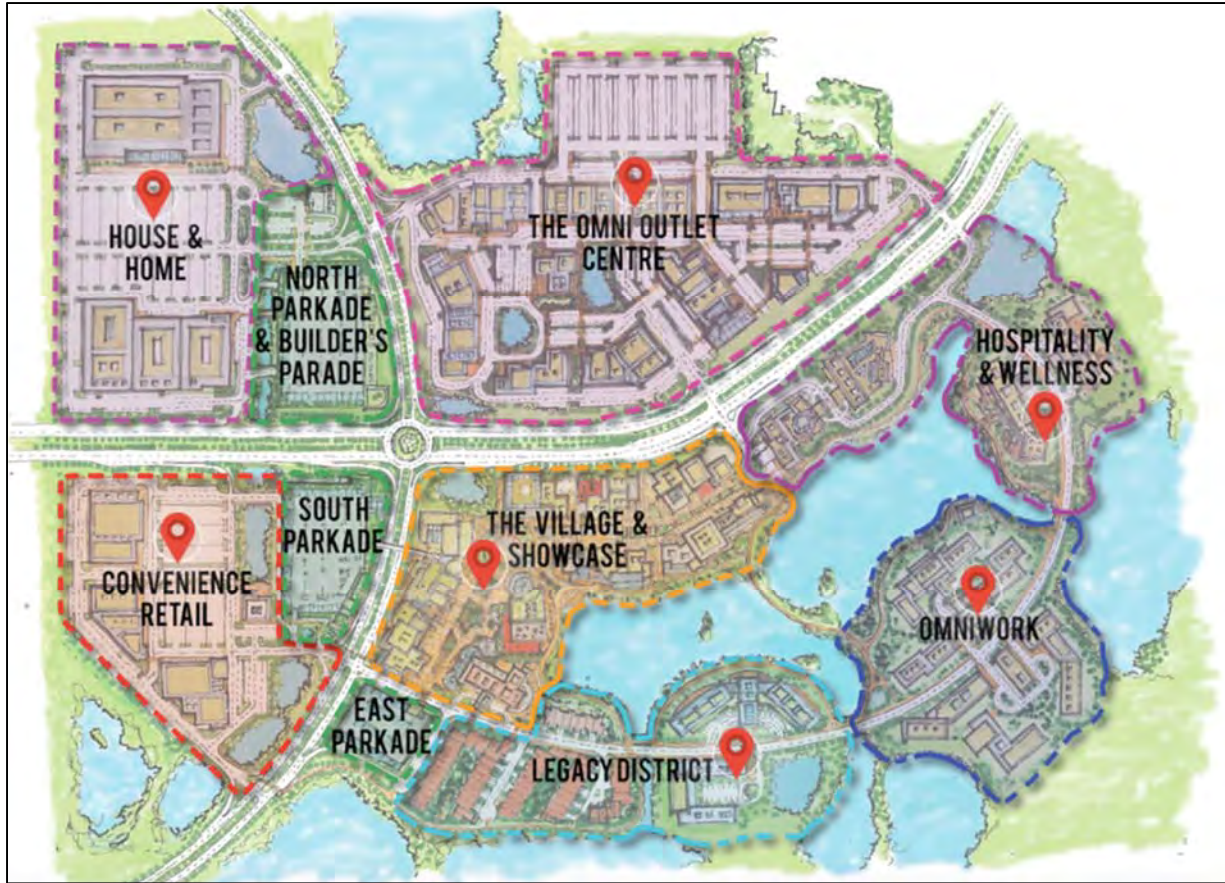 HOUSE &
HOME
NORTH
PARKADE
& BUILDER'S
PARADE
THE OMNI OUTLET
CENTRE
HOSPITALITY
& WELLNESS
CONVENIENCE
RETAIL
SOUTH
PARKADE
THE VILLAGE &
SHOWCASE
OMNIWORK
EAST
PARKADE
LEGACY DISTRICT